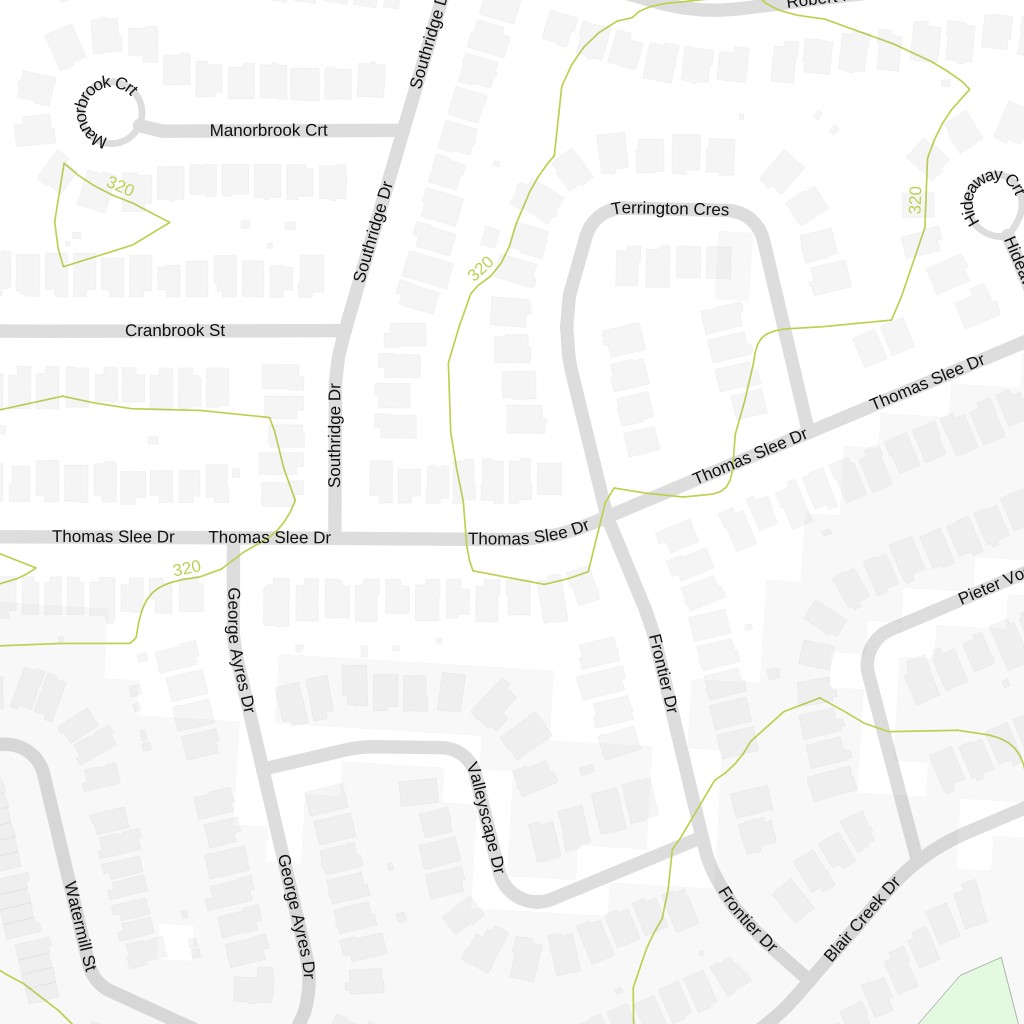 Southridge Dr
Manorbrook Crt
Manorbrook Crt
320
Southridge Dr
Terrington Cres
320
Hideaway Crt
320
Cranbrook St
Thomas Slee Dr
Southridge Dr
Thomas Slee Dr
Thomas Slee Dr
Thomas Slee Dr
Thomas Slee Dr
320
George Ayres Dr
Pieter Vo
Frontier Dr
Valleyscape Dr
George Ayres Dr
Watermill St
Frontier Dr
Blair Creek Dr